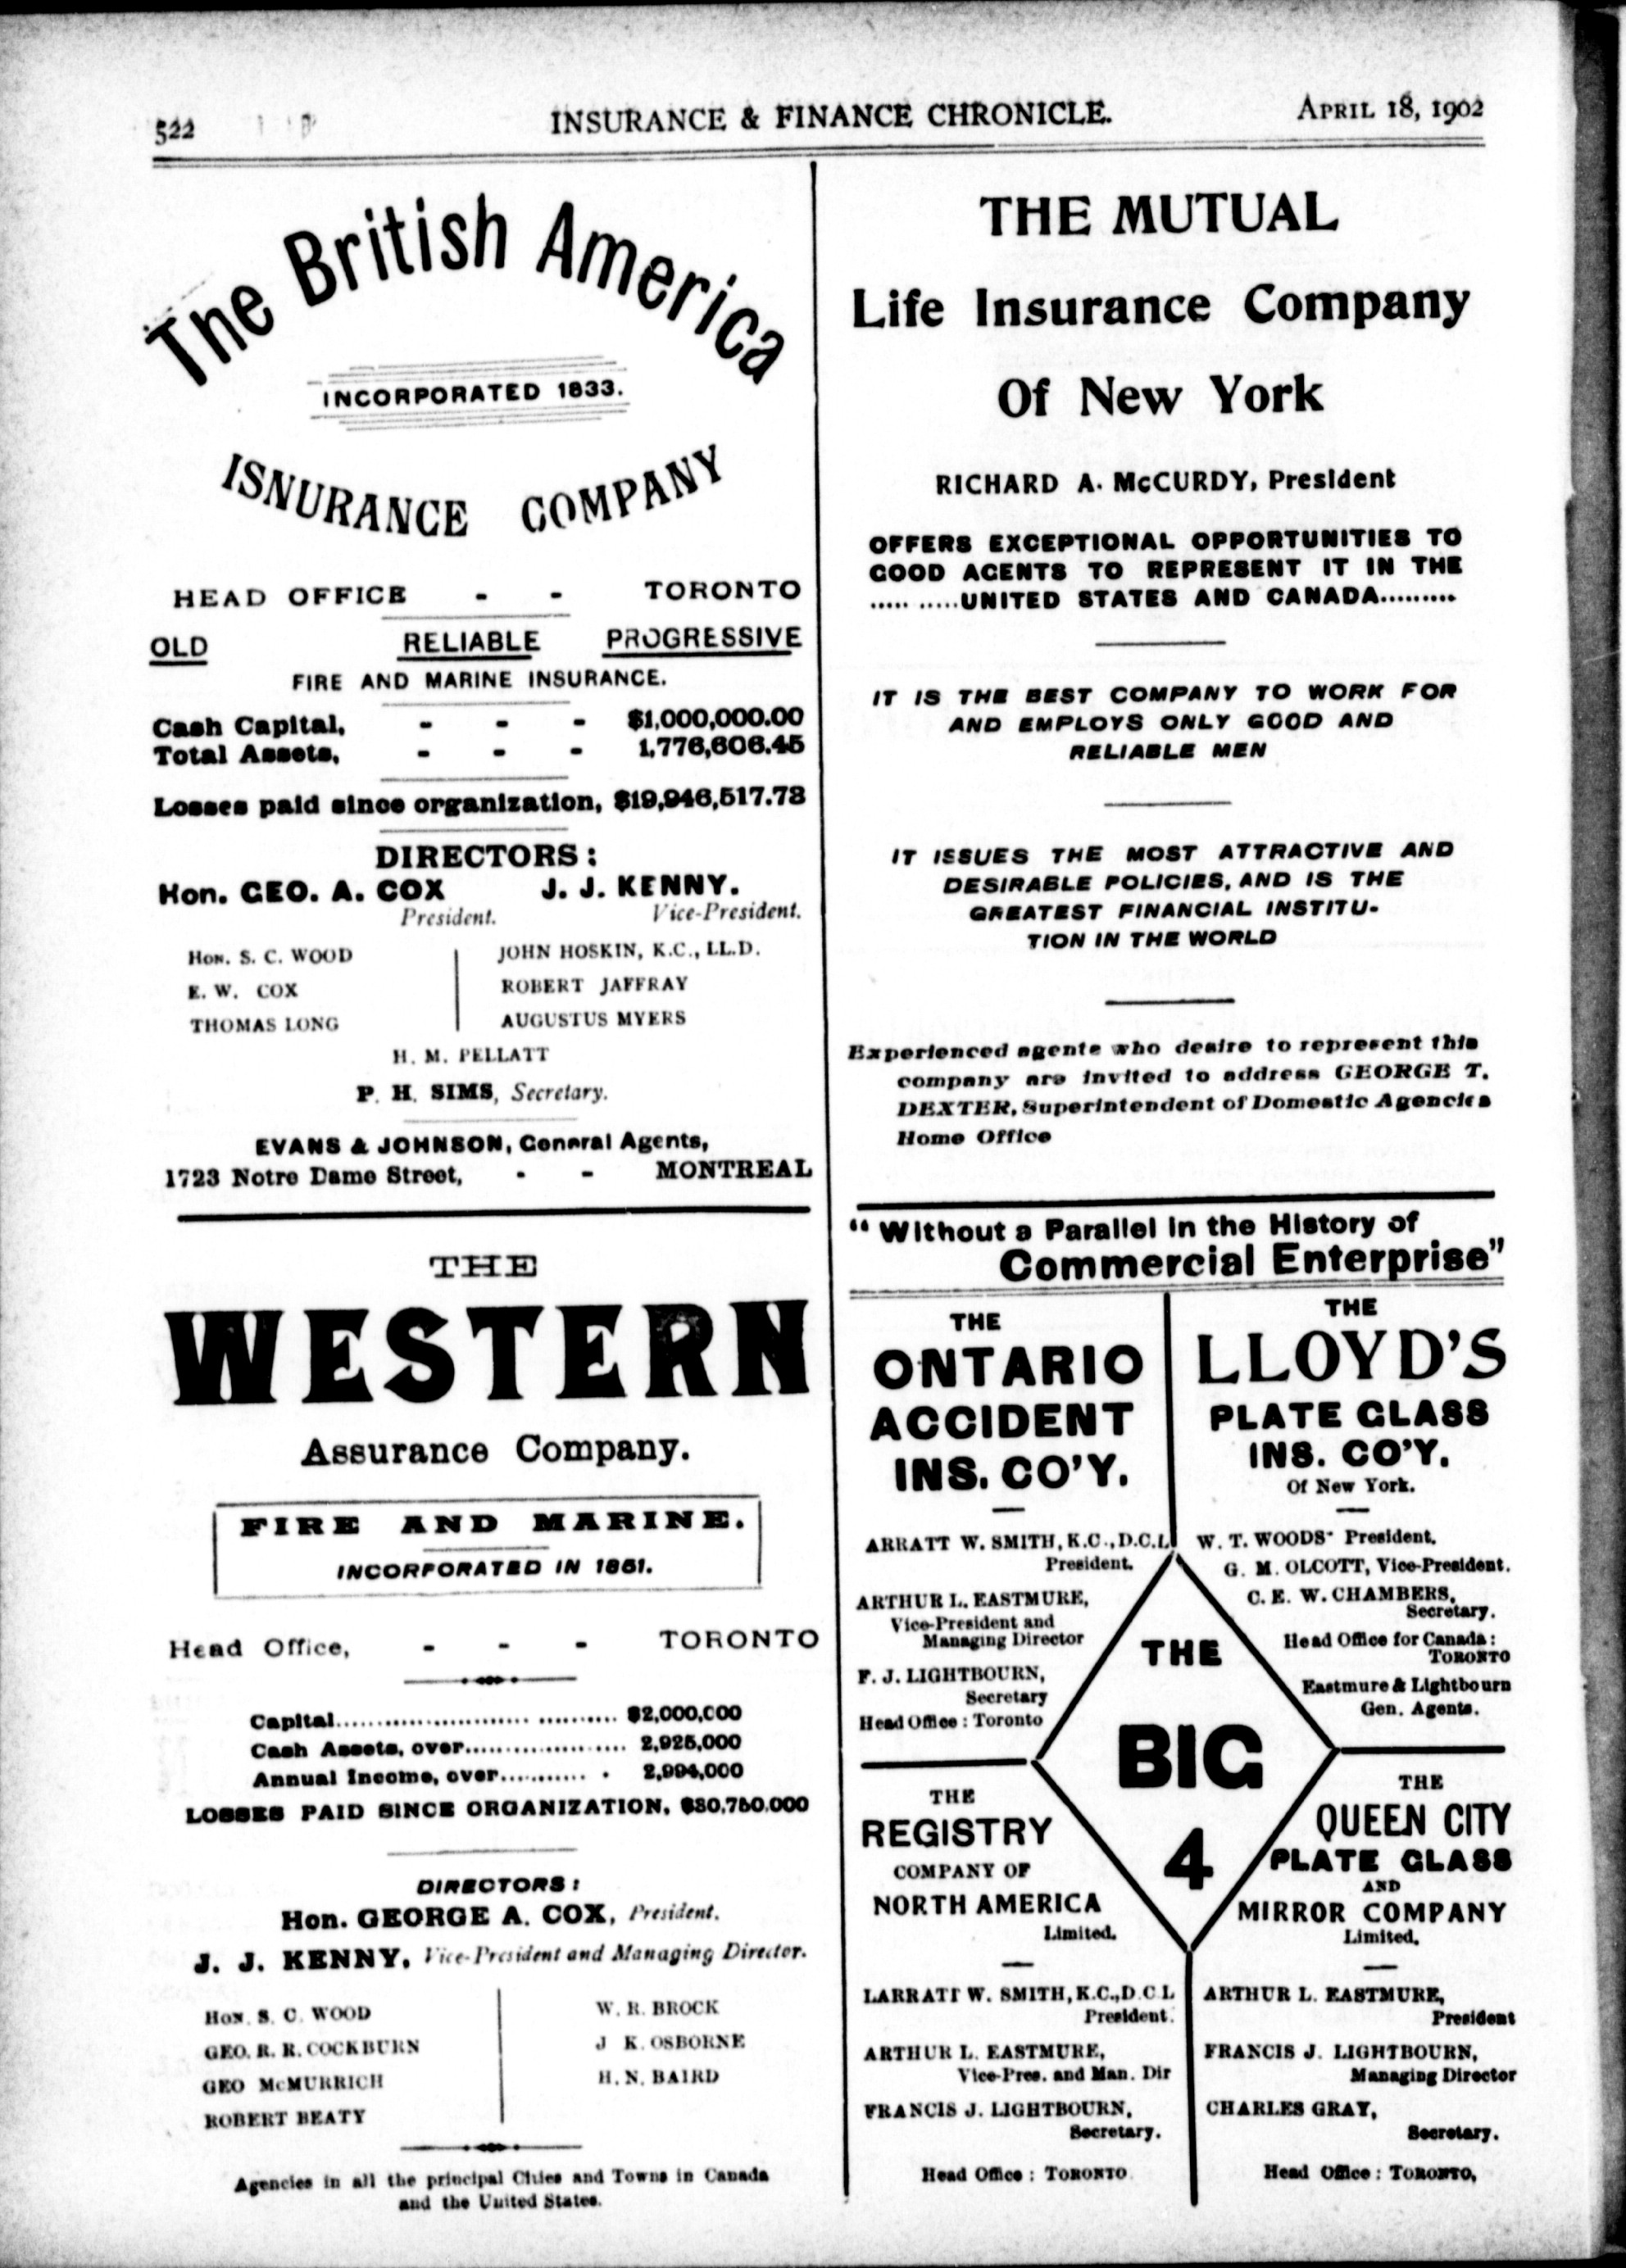 522
INSURANCE & FINANCE CHRONICLE.
APRIL 18, 1902
The British America
INCORPORATED 1833.
ISNURANCE COMPANY
HEAD OFFICE - - TORONTO
OLD RELIABLE PROGRESSIVE
FIRE AND MARINE INSURANCE.
Cash Capital, - - - $1,000,000.00
Total Assets, - - - 1,776,606.45
Losses paid since organization, $19,946,517.73
DIRECTORS:
Hon. GEO. A. COX J. J. KENNY.
President. Vice-President.
HON. S. C. WOOD JOHN HOSKIN, K.C., LL.D.
E. W. COX ROBERT JAFFRAY
THOMAS LONG AUGUSTUS MYERS
H. M. PELLATT
P. H. SIMS, Secretary.
EVANS & JOHNSON, General Agents,
1723 Notre Dame Street, - - MONTREAL
THE
WESTERN
Assurance Company.
FIRE AND MARINE.
INCORPORATED IN 1851.
Head Office, - - - TORONTO
Capital........................ .......... $2,000,000
Cash Assets, over.................... 2,925,000
Annual Income, over........... . 2,994,000
LOSSES PAID SINCE ORGANIZATION, $30,750,000
DIRECTORS:
Hon. GEORGE A. COX, President.
J. J. KENNY, Vice-President and Managing Director.
HON. S. C. WOOD W. R. BROCK
GEO. R. R. COCKBURN J K. OSBORNE
GEO McMURRICH H. N. BAIRD
ROBERT BEATY
Agencies in all the principal Cities and Towns in Canada
and the United States.
THE MUTUAL
Life Insurance Company
Of New York
RICHARD A. McCURDY, President
OFFERS EXCEPTIONAL OPPORTUNITIES TO
GOOD AGENTS TO REPRESENT IT IN THE
..... .....UNITED STATES AND CANADA.........
IT IS THE BEST COMPANY TO WORK FOR
AND EMPLOYS ONLY GOOD AND
RELIABLE MEN
IT ISSUES THE MOST ATTRACTIVE AND
DESIRABLE POLICIES, AND IS THE
GREATEST FINANCIAL INSTITU-
TION IN THE WORLD
Experienced agents who desire to represent this
company are invited to address GEORGE T.
DEXTER, Superintendent of Domestic Agencies
Home Office
"Without a Parallel in the History of
Commercial Enterprise"
THE
ONTARIO
ACCIDENT
INS. CO'Y.
ARRATT W. SMITH, K.C., D.C.L
President.
ARTHUR L. EASTMURE,
Vice-President and
Managing Director
F. J. LIGHTBOURN,
Secretary
Head Office : Toronto
THE
LLOYD'S
PLATE GLASS
INS. CO'Y.
Of New York.
W. T. WOODS· President.
G. M. OLCOTT, Vice-President.
C. E. W. CHAMBERS,
Secretary.
Head Office for Canada:
TORONTO
Eastmure & Lightbourn
Gen. Agents.
THE
BIG
4
THE
REGISTRY
COMPANY OF
NORTH AMERICA
Limited.
LARRATT W. SMITH, K.C., D.C L
President.
ARTHUR L. EASTMURE,
Vice-Pres. and Man. Dir
FRANCIS J. LIGHTBOURN,
Secretary.
Head Office : TORONTO
THE
QUEEN CITY
PLATE GLASS
AND
MIRROR COMPANY
Limited,
ARTHUR L. EASTMURE,
President
FRANCIS J. LIGHTBOURN,
Managing Director
CHARLES GRAY,
Secretary.
Head Office : TORONTO,